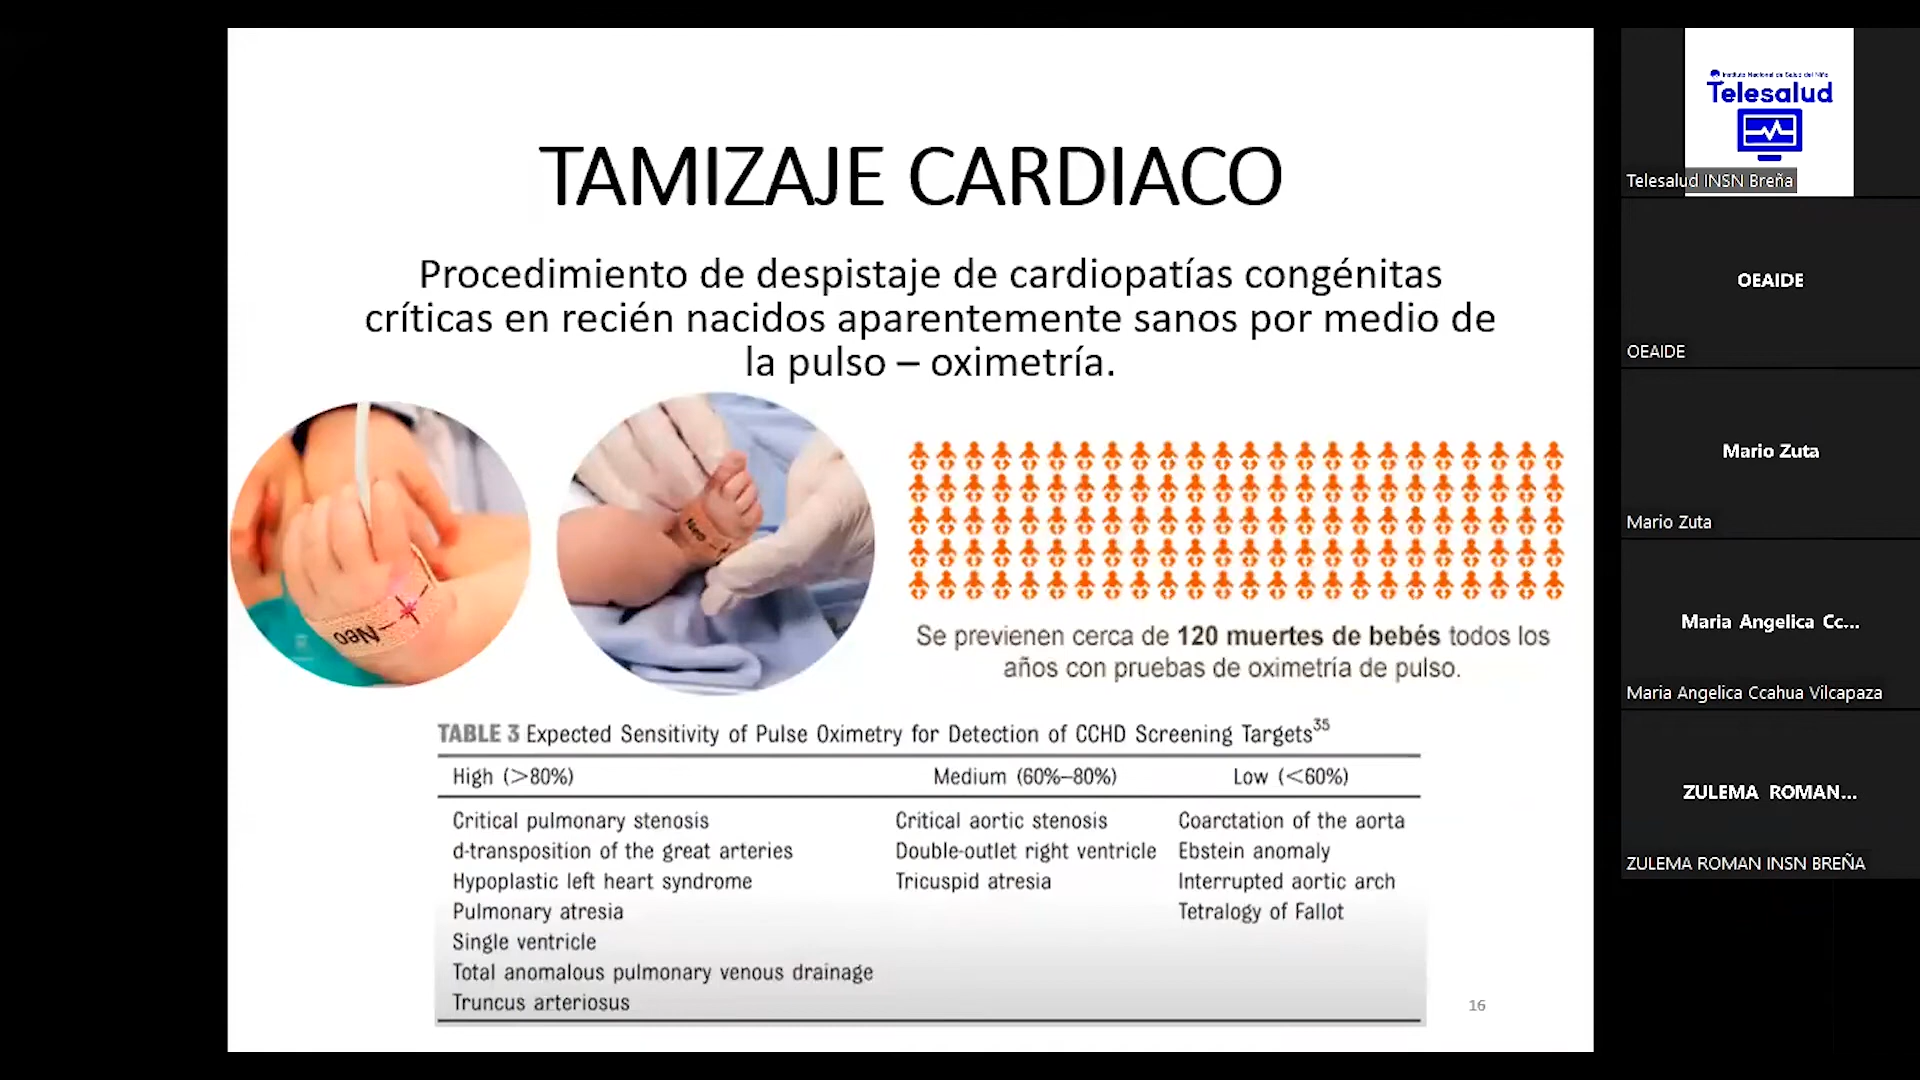 TAMIZAJE CARDIACO
Procedimiento de despistaje de cardiopatías congénitas
críticas en recién nacidos aparentemente sanos por medio de
la pulso – oximetría.
Neo
Neo
Se previenen cerca de 120 muertes de bebés todos los
años con pruebas de oximetría de pulso.
TABLE 3 Expected Sensitivity of Pulse Oximetry for Detection of CCHD Screening Targets35
High (>80%) Medium (60%–80%) Low (<60%)
Critical pulmonary stenosis Critical aortic stenosis Coarctation of the aorta
d-transposition of the great arteries Double-outlet right ventricle Ebstein anomaly
Hypoplastic left heart syndrome Tricuspid atresia Interrupted aortic arch
Pulmonary atresia Tetralogy of Fallot
Single ventricle
Total anomalous pulmonary venous drainage
Truncus arteriosus
16
Instituto Nacional de Salud del Niño
Telesalud
Telesalud INSN Breña
OEAIDE
OEAIDE
Mario Zuta
Mario Zuta
Maria Angelica Cc...
Maria Angelica Ccahua Vilcapaza
ZULEMA ROMAN...
ZULEMA ROMAN INSN BREÑA